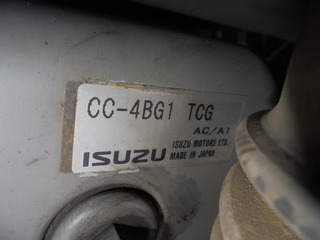 CC-4BG1 TCG
AC/AI
ISUZU MOTORS LTD.
ISUZU MADE IN JAPAN